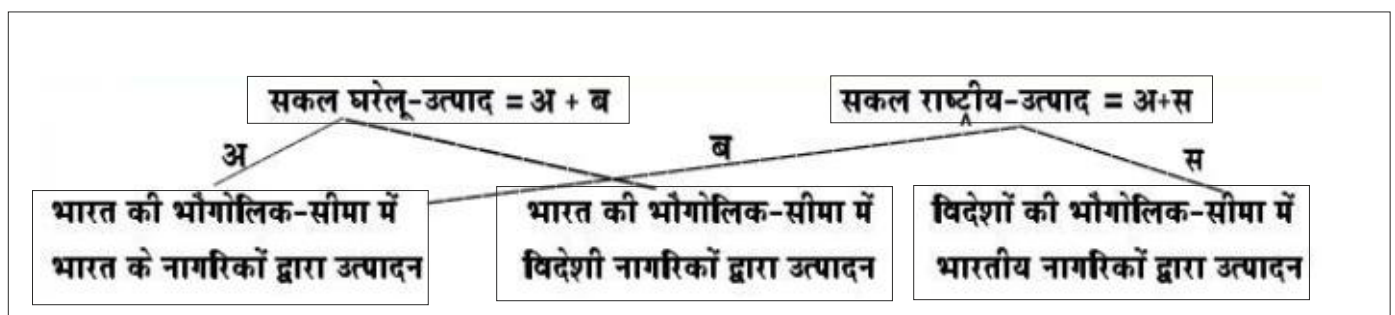 सकल घरेलू-उत्पाद = अ + ब
सकल राष्ट्रीय-उत्पाद = अ+स
अ
ब
स
भारत की भौगोलिक-सीमा में
भारत के नागरिकों द्वारा उत्पादन
भारत की भौगोलिक-सीमा में
विदेशी नागरिकों द्वारा उत्पादन
विदेशों की भौगोलिक-सीमा में
भारतीय नागरिकों द्वारा उत्पादन